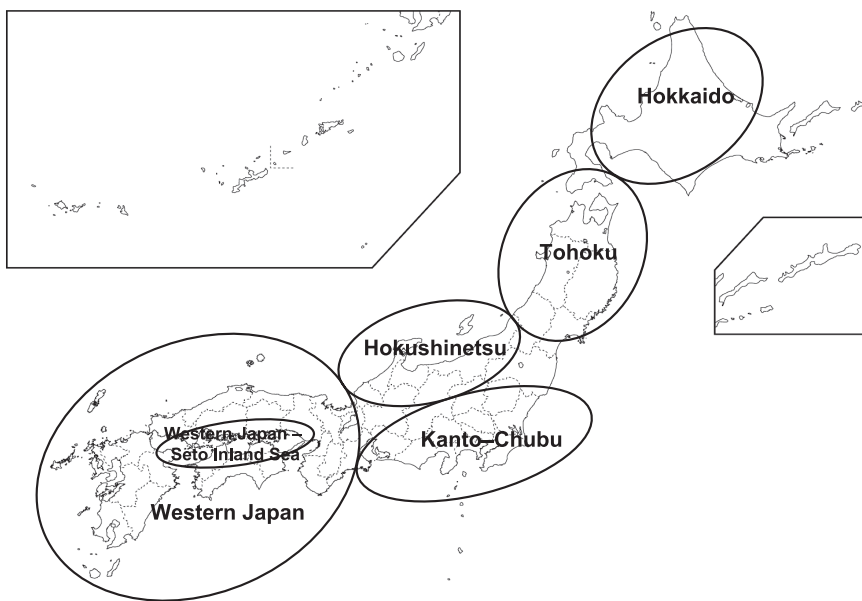 Hokkaido
Tohoku
Hokushinetsu
Kanto–Chubu
Western Japan –
Seto Inland Sea
Western Japan